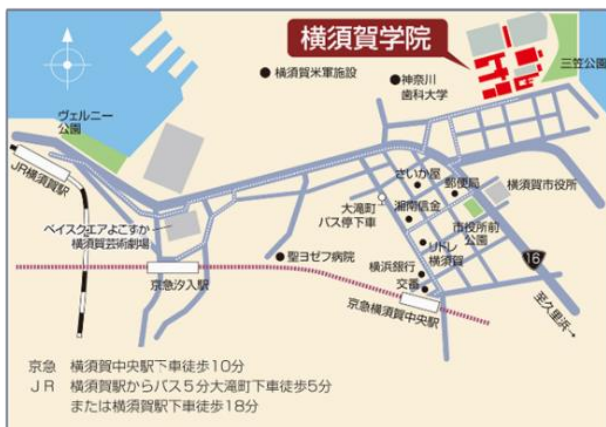 横須賀学院
三笠公園
横須賀米軍施設
神奈川
歯科大学
ヴェルニー
公園
JR横須賀駅
さいか屋
郵便局
横須賀市役所
大滝町
バス停下車
湘南信金
市役所前
公園
ベイスクエアよこすか
横須賀芸術劇場
聖ヨゼフ病院
リドレ
横須賀
横浜銀行
交番
16
京急汐入駅
京急横須賀中央駅
至久里浜→
京急 横須賀中央駅下車徒歩10分
JR 横須賀駅からバス5分大滝町下車徒歩5分
または横須賀駅下車徒歩18分